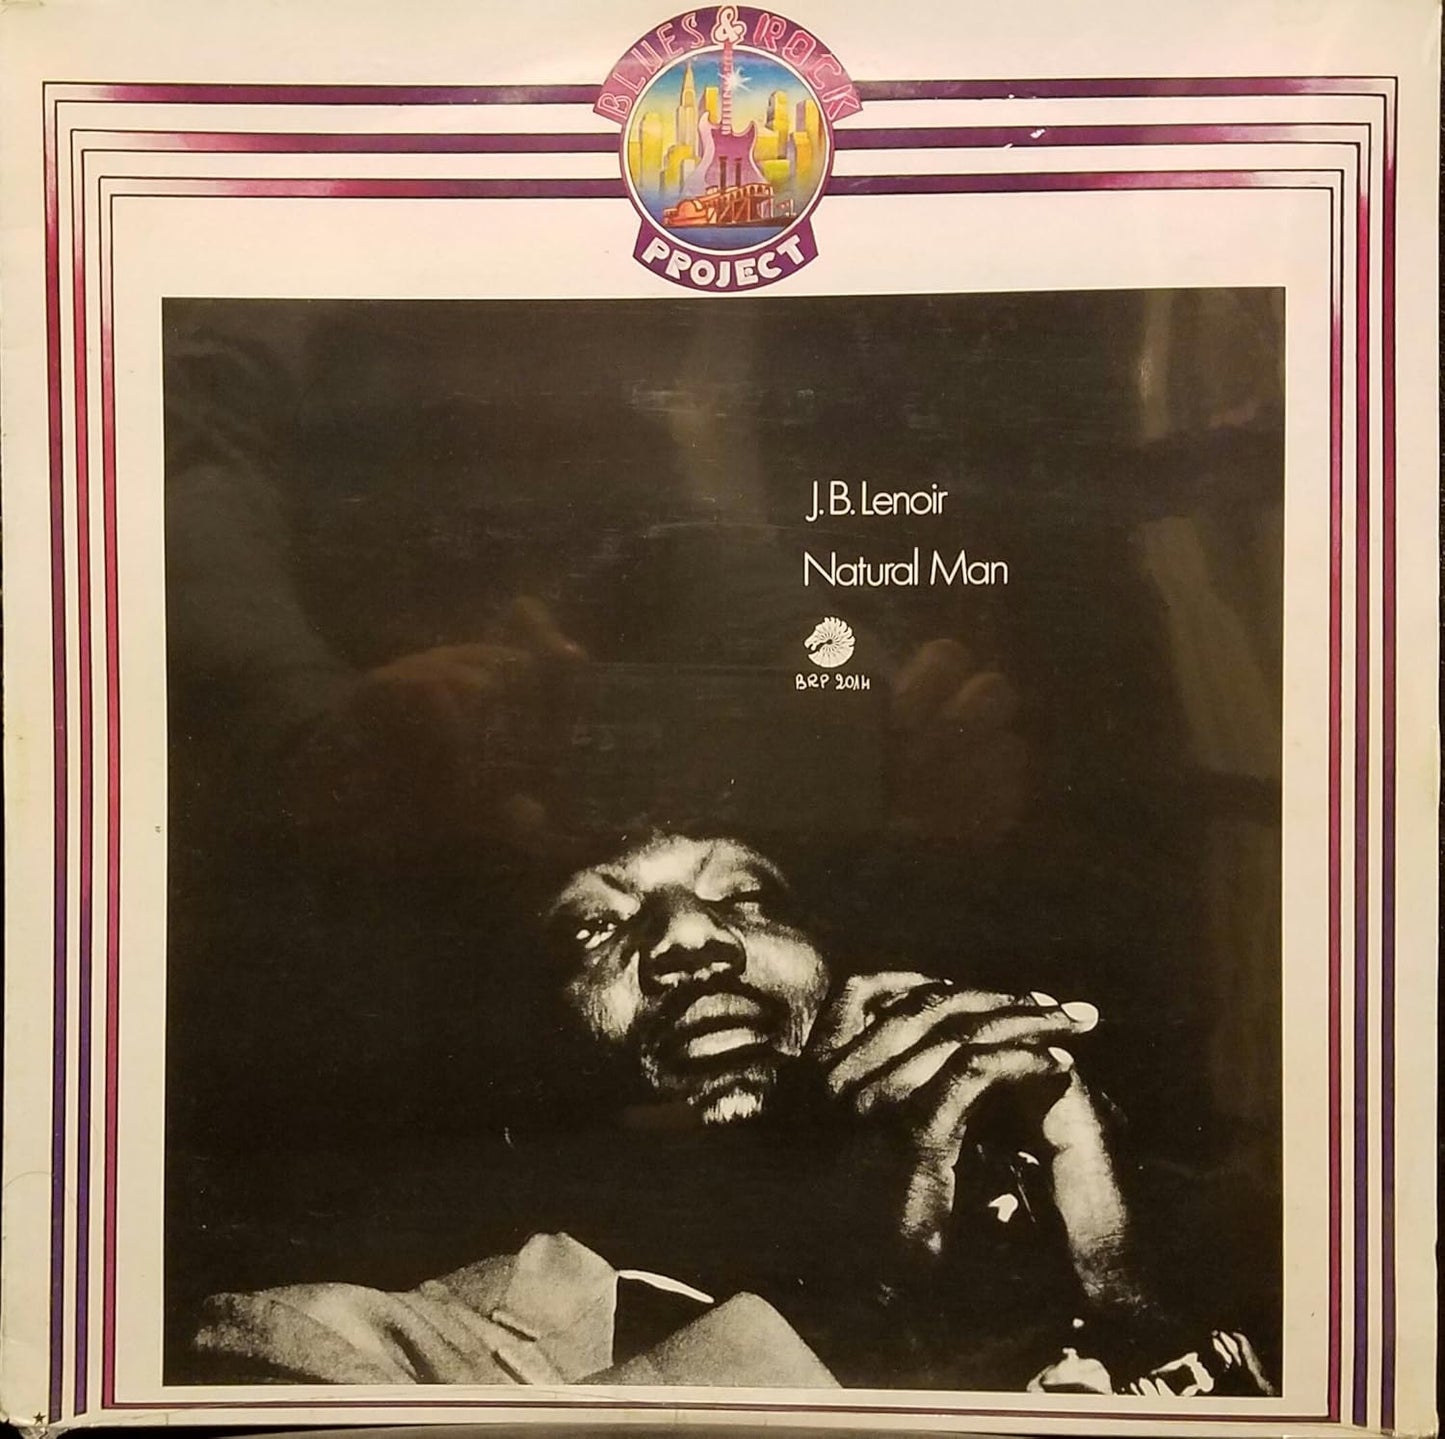 BLUES & ROCK
PROJECT
J.B. Lenoir
Natural Man
BRP 2014